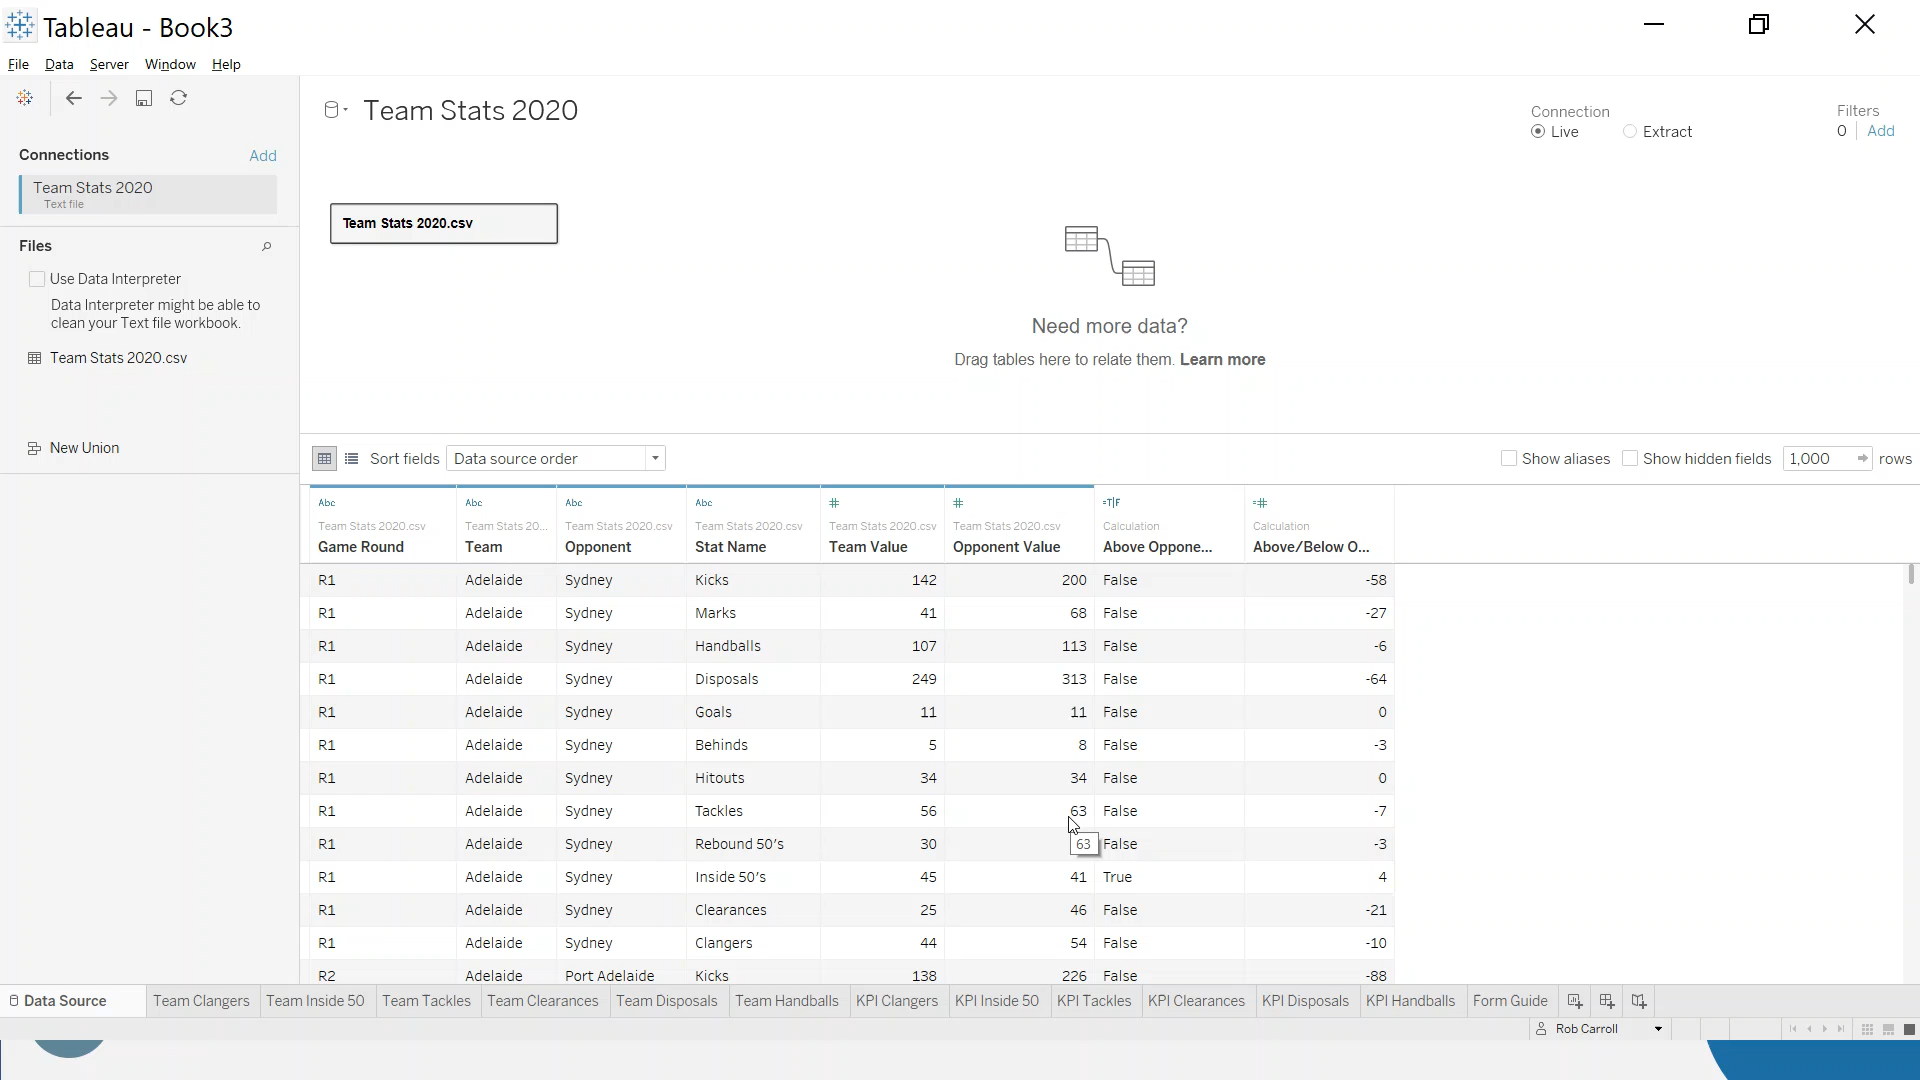 Tableau - Book3
File Data Server Window Help
Team Stats 2020
Connection
Live Extract
Filters
0 Add
Connections Add
Team Stats 2020
Text file
Files
Use Data Interpreter
Data Interpreter might be able to
clean your Text file workbook.
Team Stats 2020.csv
New Union
Team Stats 2020.csv
Need more data?
Drag tables here to relate them. Learn more
Sort fields Data source order Show aliases Show hidden fields 1,000 rows
Abc Abc Abc Abc # # =T|F =#
Team Stats 2020.csv Team Stats 20... Team Stats 2020.csv Team Stats 2020.csv Team Stats 2020.csv Team Stats 2020.csv Calculation Calculation
Game Round Team Opponent Stat Name Team Value Opponent Value Above Oppone... Above/Below O...
R1 Adelaide Sydney Kicks 142 200 False -58
R1 Adelaide Sydney Marks 41 68 False -27
R1 Adelaide Sydney Handballs 107 113 False -6
R1 Adelaide Sydney Disposals 249 313 False -64
R1 Adelaide Sydney Goals 11 11 False 0
R1 Adelaide Sydney Behinds 5 8 False -3
R1 Adelaide Sydney Hitouts 34 34 False 0
R1 Adelaide Sydney Tackles 56 63 False -7
R1 Adelaide Sydney Rebound 50's 30 63 False -3
R1 Adelaide Sydney Inside 50's 45 41 True 4
R1 Adelaide Sydney Clearances 25 46 False -21
R1 Adelaide Sydney Clangers 44 54 False -10
R2 Adelaide Port Adelaide Kicks 138 226 False -88
Data Source Team Clangers Team Inside 50 Team Tackles Team Clearances Team Disposals Team Handballs KPI Clangers KPI Inside 50 KPI Tackles KPI Clearances KPI Disposals KPI Handballs Form Guide
Rob Carroll